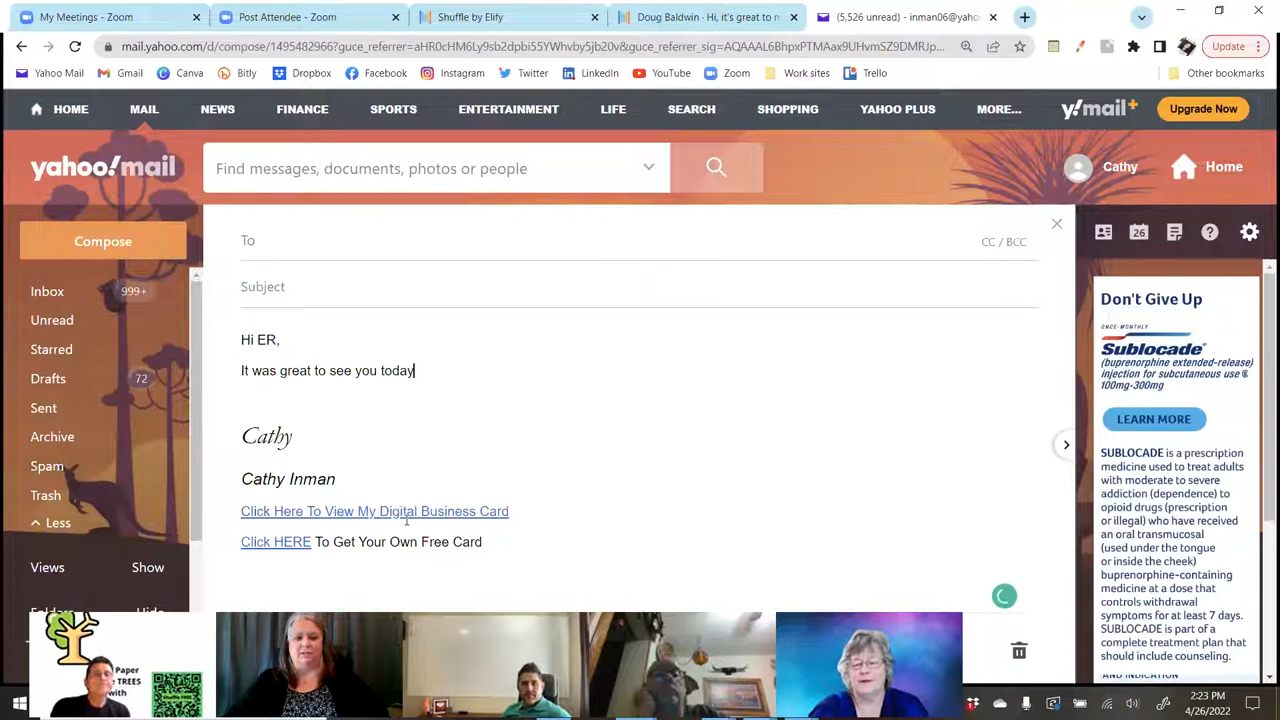 My Meetings - Zoom
Post Attendee - Zoom
Shuffle by Elify
Doug Baldwin - Hi, it's great to m
(5,526 unread) - inman06@yaho
mail.yahoo.com/d/compose/1495482966?guce_referrer=aHR0cHM6Ly9sb2dpbi55YWhvby5jb20v&guce_referrer_sig=AQAAAL6BhpxPTMAax9UHvmSZ9DMRJp...
Update
Yahoo Mail
Gmail
Canva
Bitly
Dropbox
Facebook
Instagram
Twitter
LinkedIn
YouTube
Zoom
Work sites
Trello
Other bookmarks
HOME
MAIL
NEWS
FINANCE
SPORTS
ENTERTAINMENT
LIFE
SEARCH
SHOPPING
YAHOO PLUS
MORE...
y!mail+
Upgrade Now
yahoo!mail
Find messages, documents, photos or people
Cathy
Home
Compose
Inbox 999+
Unread
Starred
Drafts 72
Sent
Archive
Spam
Trash
Less
Views Show
Folders Hide
To
CC / BCC
Subject
Hi ER,
It was great to see you today
Cathy
Cathy Inman
Click Here To View My Digital Business Card
Click HERE To Get Your Own Free Card
26
Don't Give Up
ONCE-MONTHLY
Sublocade
(buprenorphine extended-release)
injection for subcutaneous use
100mg·300mg
LEARN MORE
SUBLOCADE is a prescription
medicine used to treat adults
with moderate to severe
addiction (dependence) to
opioid drugs (prescription
or illegal) who have received
an oral transmucosal
(used under the tongue
or inside the cheek)
buprenorphine-containing
medicine at a dose that
controls withdrawal
symptoms for at least 7 days.
SUBLOCADE is part of a
complete treatment plan that
should include counseling.
AND INDICATION
Paper
TREES
with
Shuffle FREE
2:23 PM
4/26/2022